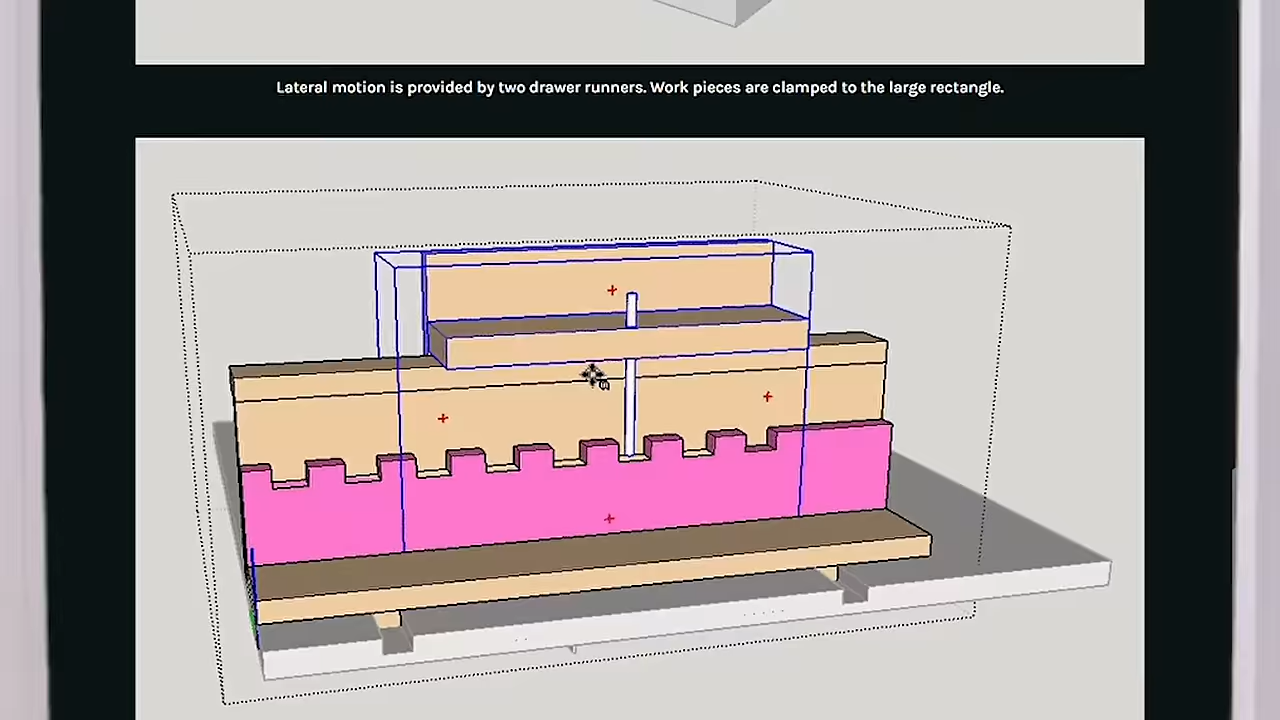 Lateral motion is provided by two drawer runners. Work pieces are clamped to the large rectangle.